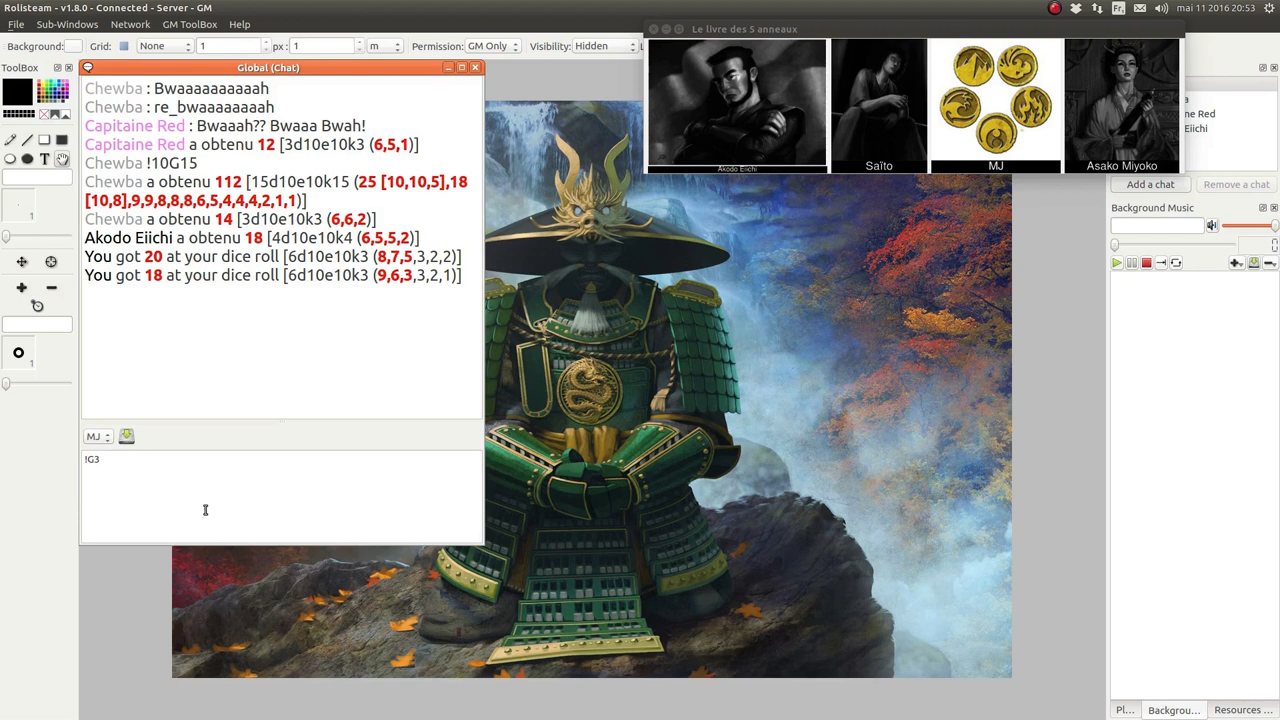 Rolisteam - v1.8.0 - Connected - Server - GM
Fr
mai 11 2016 20:53
File Sub-Windows Network GM ToolBox Help
Background: Grid: None 1 px : 1 m Permission: GM Only Visibility: Hidden
Le livre des 5 anneaux
Akodo Eiichi
Saïto
MJ
Asako Miyoko
ToolBox
T
1
1
Global (Chat)
Chewba : Bwaaaaaaaaaah
Chewba : re_bwaaaaaaaah
Capitaine Red : Bwaaah?? Bwaaa Bwah!
Capitaine Red a obtenu 12 [3d10e10k3 (6,5,1)]
Chewba !10G15
Chewba a obtenu 112 [15d10e10k15 (25 [10,10,5],18
[10,8],9,9,8,8,8,6,5,4,4,4,2,1,1)]
Chewba a obtenu 14 [3d10e10k3 (6,6,2)]
Akodo Eiichi a obtenu 18 [4d10e10k4 (6,5,5,2)]
You got 20 at your dice roll [6d10e10k3 (8,7,5,3,2,2)]
You got 18 at your dice roll [6d10e10k3 (9,6,3,3,2,1)]
MJ
!G3
ne Red
Eiichi
Add a chat Remove a chat
Background Music
0
Pl... Backgrou... Resources ...